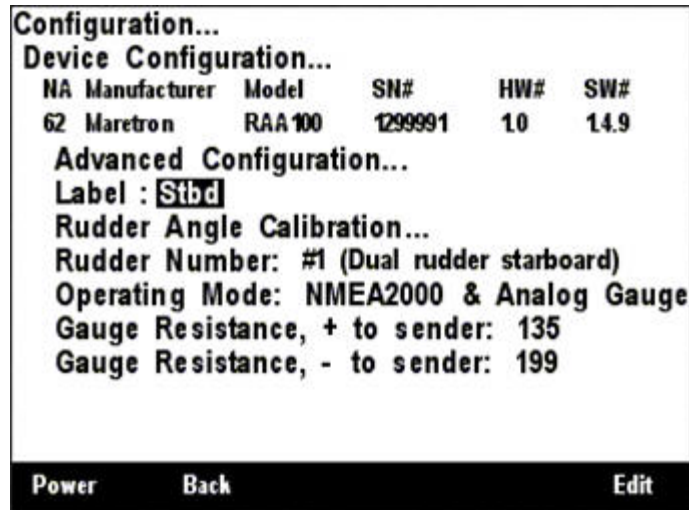 Configuration...
Device Configuration...
NA Manufacturer Model SN# HW# SW#
62 Maretron RAA100 1299991 1.0 1.4.9
Advanced Configuration...
Label : Stbd
Rudder Angle Calibration...
Rudder Number: #1 (Dual rudder starboard)
Operating Mode: NMEA2000 & Analog Gauge
Gauge Resistance, + to sender: 135
Gauge Resistance, - to sender: 199
Power Back Edit